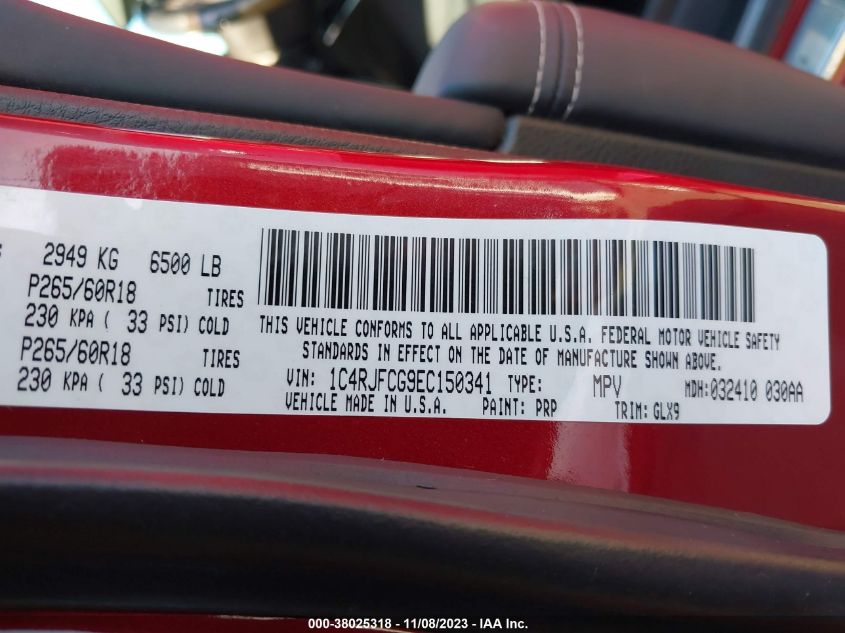 2949 KG 6500 LB
P265/60R18 TIRES
230 KPA ( 33 PSI) COLD
P265/60R18 TIRES
230 KPA ( 33 PSI) COLD
THIS VEHICLE CONFORMS TO ALL APPLICABLE U.S.A. FEDERAL MOTOR VEHICLE SAFETY
STANDARDS IN EFFECT ON THE DATE OF MANUFACTURE SHOWN ABOVE.
VIN: 1C4RJFCG9EC150341 TYPE: MPV MDH:032410 030AA
VEHICLE MADE IN U.S.A. PAINT: PRP TRIM: GLX9
000-38025318 - 11/08/2023 - IAA Inc.